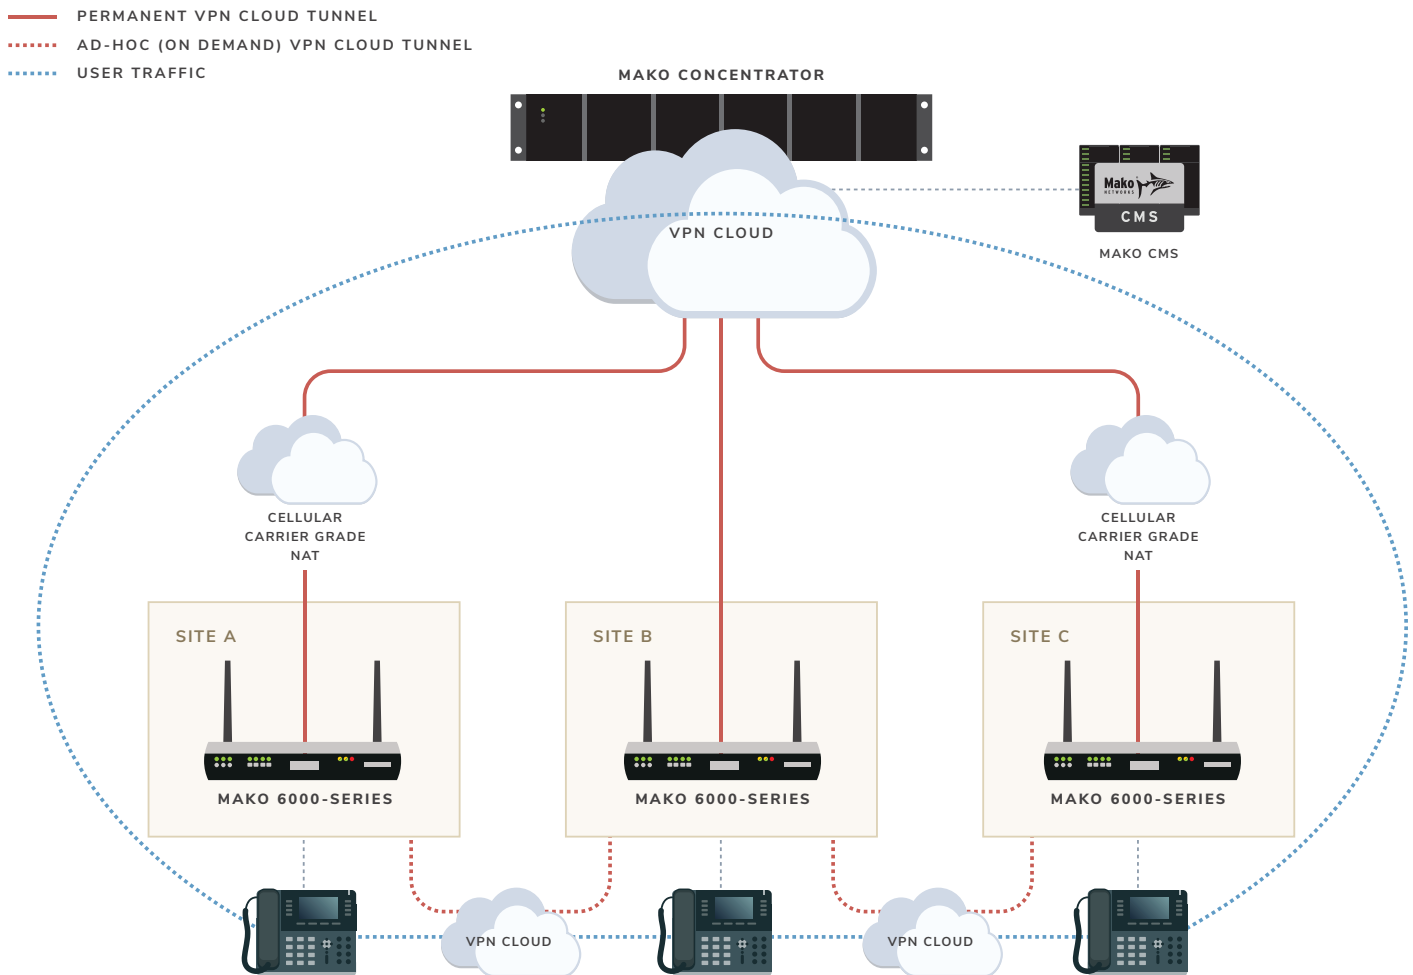 PERMANENT VPN CLOUD TUNNEL
AD-HOC (ON DEMAND) VPN CLOUD TUNNEL
USER TRAFFIC
MAKO CONCENTRATOR
Mako
NETWORKS
CMS
MAKO CMS
VPN CLOUD
CELLULAR
CARRIER GRADE
NAT
CELLULAR
CARRIER GRADE
NAT
SITE A
SITE B
SITE C
MAKO 6000-SERIES
MAKO 6000-SERIES
MAKO 6000-SERIES
VPN CLOUD
VPN CLOUD